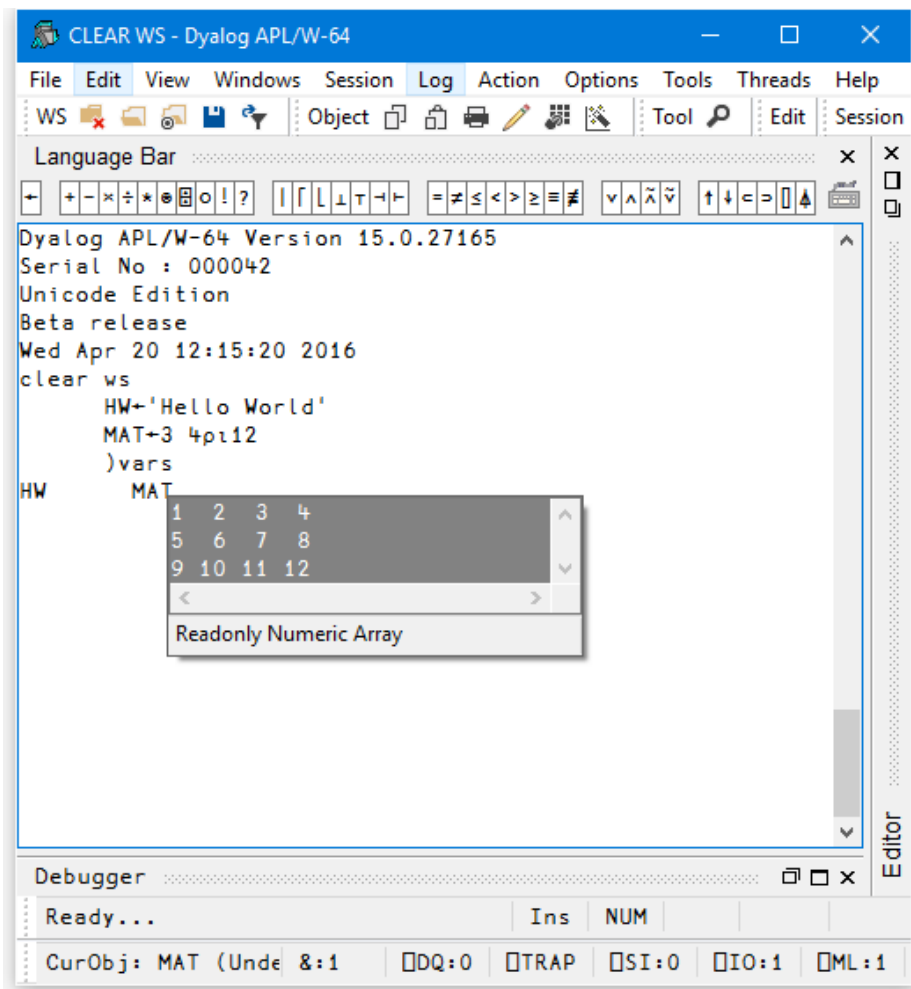 CLEAR WS - Dyalog APL/W-64
File Edit View Windows Session Log Action Options Tools Threads Help
WS Object Tool Edit Session
Language Bar
← + - × ÷ * ⍟ ⌹ ○ ! ? | ⌈ ⌊ ⊥ ⊤ ⊣ ⊢ = ≠ ≤ < > ≥ ≡ ≢ ∨ ∧ ⍲ ⍱ ↑ ↓ ⊂ ⊃ ⌷ ⍋
Dyalog APL/W-64 Version 15.0.27165
Serial No : 000042
Unicode Edition
Beta release
Wed Apr 20 12:15:20 2016
clear ws
HW←'Hello World'
MAT←3 4⍴⍳12
)vars
HW MAT
1 2 3 4
5 6 7 8
9 10 11 12
Readonly Numeric Array
Editor
Debugger
Ready... Ins NUM
CurObj: MAT (Unde &:1 ⎕DQ:0 ⎕TRAP ⎕SI:0 ⎕IO:1 ⎕ML:1